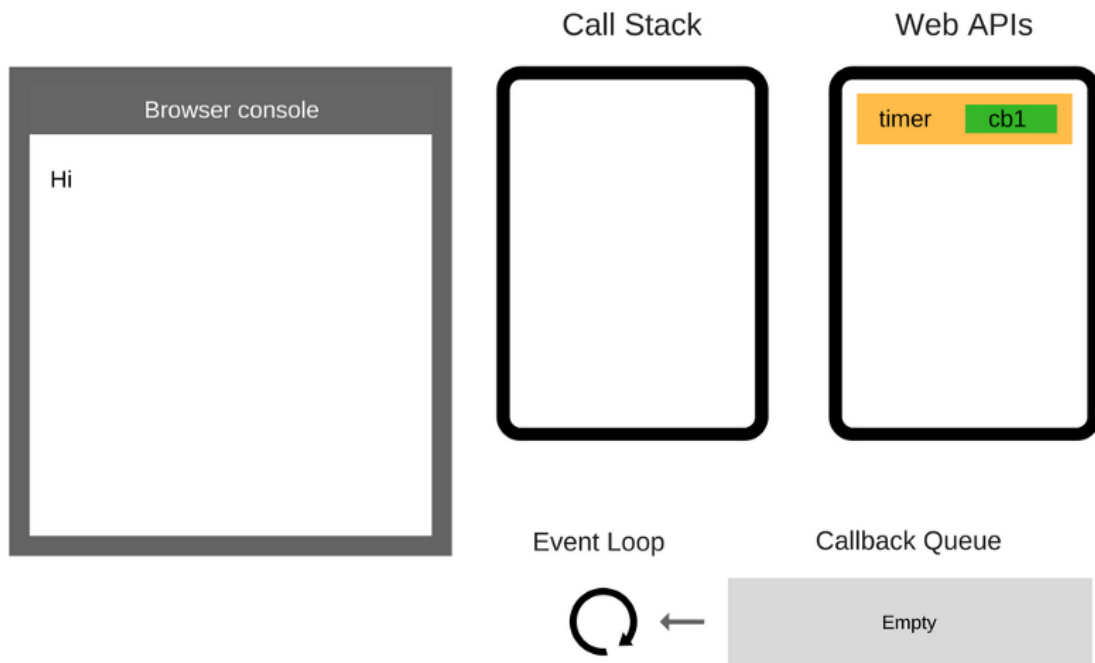 Call Stack
Web APIs
Browser console
timer
cb1
Hi
Event Loop
Callback Queue
Empty